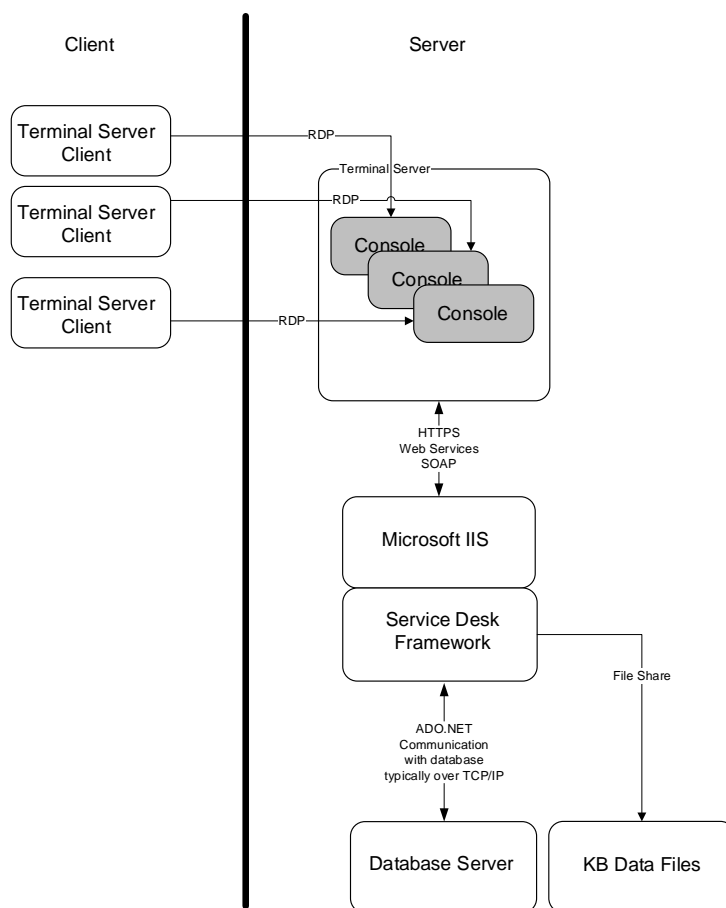 Client
Server
Terminal Server
Client
RDP
Terminal Server
Terminal Server
Client
RDP
Console
Console
Terminal Server
Client
RDP
Console
HTTPS
Web Services
SOAP
Microsoft IIS
Service Desk
Framework
File Share
ADO.NET
Communication
with database
typically over TCP/IP
Database Server
KB Data Files